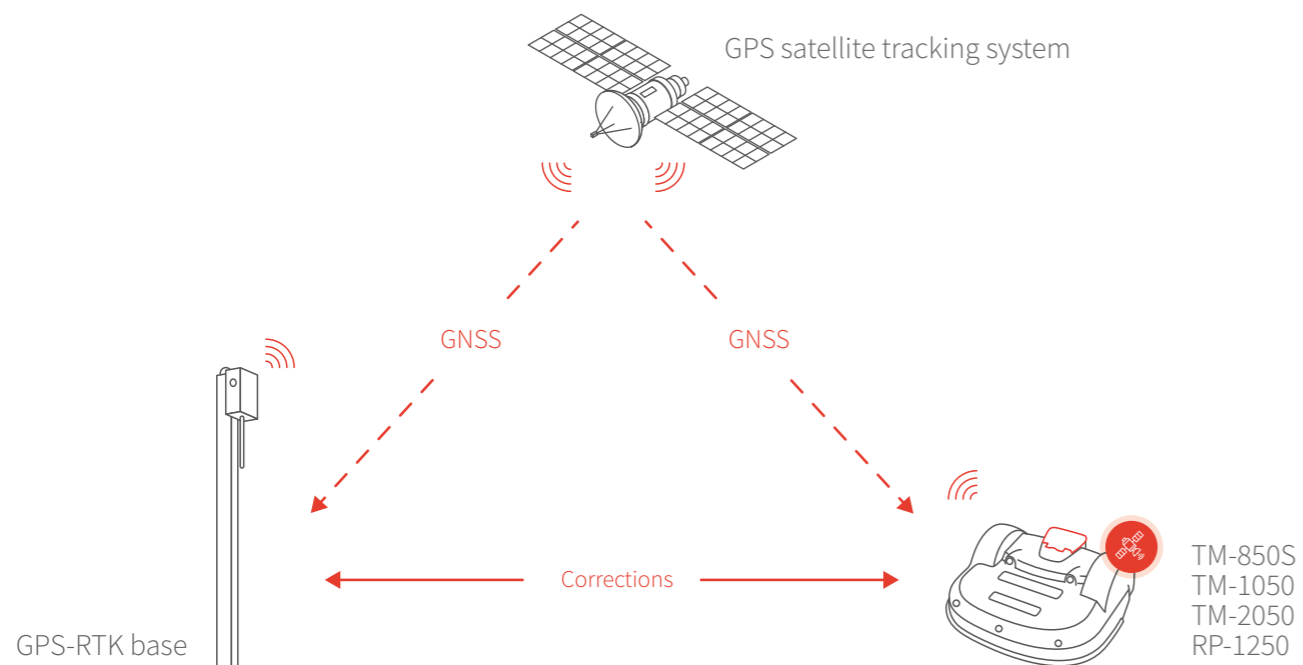 GPS satellite tracking system
GNSS
GNSS
Corrections
TM-850S
TM-1050
TM-2050
RP-1250
GPS-RTK base